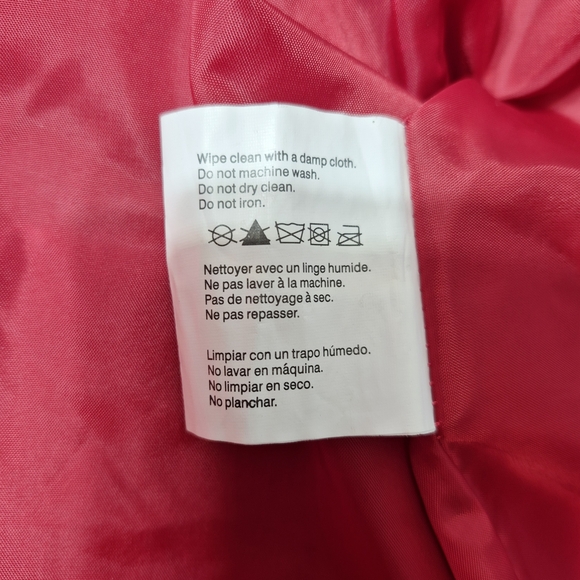 Wipe clean with a damp cloth.
Do not machine wash.
Do not dry clean.
Do not iron.
Nettoyer avec un linge humide.
Ne pas laver à la machine.
Pas de nettoyage à sec.
Ne pas repasser.
Limpiar con un trapo húmedo.
No lavar en máquina.
No limpiar en seco.
No planchar.